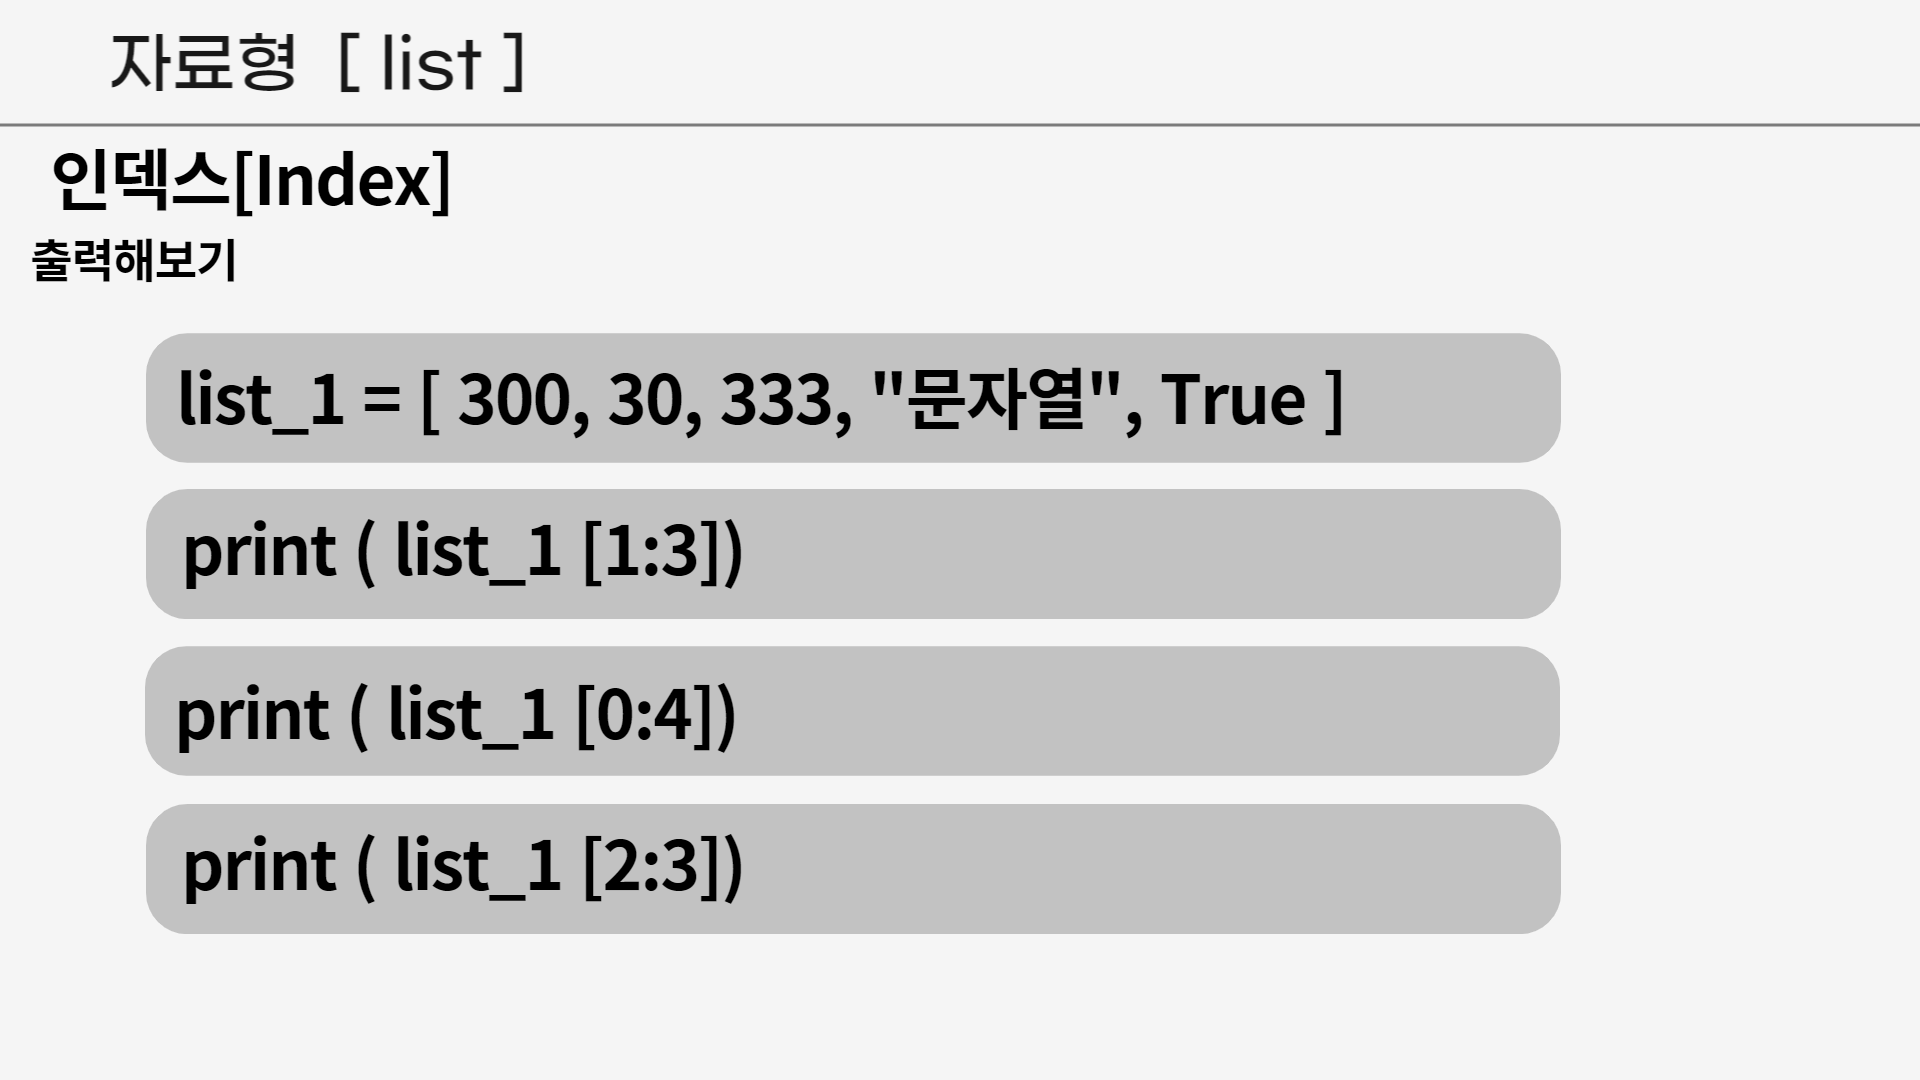 자료형 [ list ]
인덱스[Index]
출력해보기
list_1 = [ 300, 30, 333, "문자열", True ]
print ( list_1 [1:3])
print ( list_1 [0:4])
print ( list_1 [2:3])